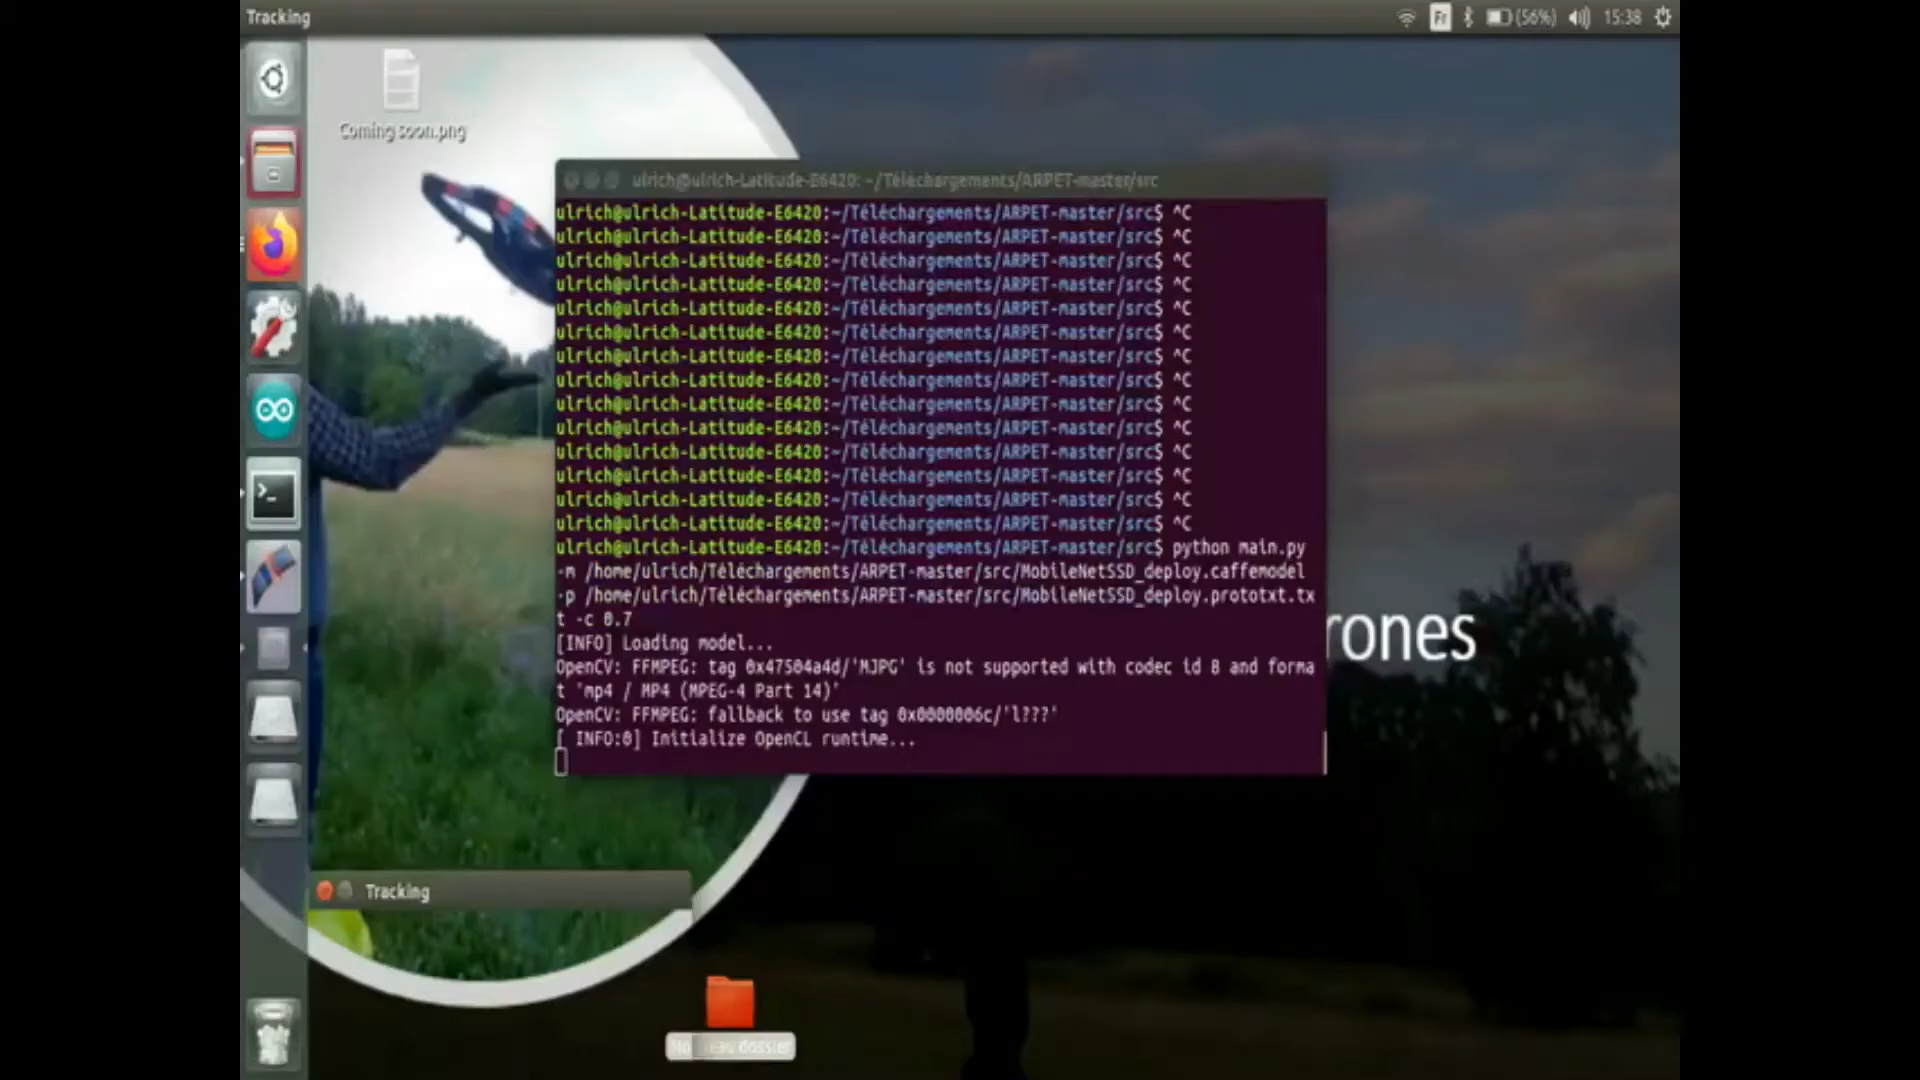 Tracking
Fr
(56%)
15:38
Coming soon.png
ulrich@ulrich-Latitude-E6420: ~/Téléchargements/ARPET-master/src
ulrich@ulrich-Latitude-E6420:~/Téléchargements/ARPET-master/src$ ^C
ulrich@ulrich-Latitude-E6420:~/Téléchargements/ARPET-master/src$ ^C
ulrich@ulrich-Latitude-E6420:~/Téléchargements/ARPET-master/src$ ^C
ulrich@ulrich-Latitude-E6420:~/Téléchargements/ARPET-master/src$ ^C
ulrich@ulrich-Latitude-E6420:~/Téléchargements/ARPET-master/src$ ^C
ulrich@ulrich-Latitude-E6420:~/Téléchargements/ARPET-master/src$ ^C
ulrich@ulrich-Latitude-E6420:~/Téléchargements/ARPET-master/src$ ^C
ulrich@ulrich-Latitude-E6420:~/Téléchargements/ARPET-master/src$ ^C
ulrich@ulrich-Latitude-E6420:~/Téléchargements/ARPET-master/src$ ^C
ulrich@ulrich-Latitude-E6420:~/Téléchargements/ARPET-master/src$ ^C
ulrich@ulrich-Latitude-E6420:~/Téléchargements/ARPET-master/src$ ^C
ulrich@ulrich-Latitude-E6420:~/Téléchargements/ARPET-master/src$ ^C
ulrich@ulrich-Latitude-E6420:~/Téléchargements/ARPET-master/src$ ^C
ulrich@ulrich-Latitude-E6420:~/Téléchargements/ARPET-master/src$ ^C
ulrich@ulrich-Latitude-E6420:~/Téléchargements/ARPET-master/src$ python main.py
-m /home/ulrich/Téléchargements/ARPET-master/src/MobileNetSSD_deploy.caffemodel
-p /home/ulrich/Téléchargements/ARPET-master/src/MobileNetSSD_deploy.prototxt.tx
t -c 0.7
[INFO] Loading model...
OpenCV: FFMPEG: tag 0x47504a4d/'MJPG' is not supported with codec id 8 and forma
t 'mp4 / MP4 (MPEG-4 Part 14)'
OpenCV: FFMPEG: fallback to use tag 0x0000006c/'l???'
[ INFO:0] Initialize OpenCL runtime...
rones
Tracking
dossier